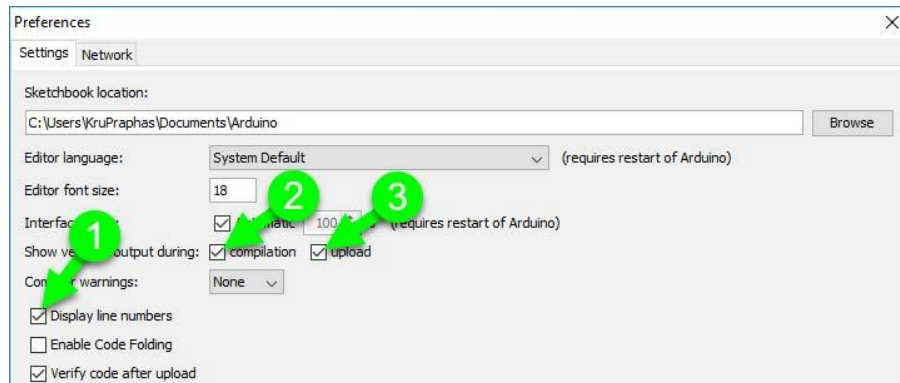 Preferences
Settings Network
Sketchbook location:
C:\Users\KruPraphas\Documents\Arduino Browse
Editor language: System Default (requires restart of Arduino)
Editor font size: 18
2 3
100 (requires restart of Arduino)
1
Show output during: compilation upload
warnings: None
Display line numbers
Enable Code Folding
Verify code after upload